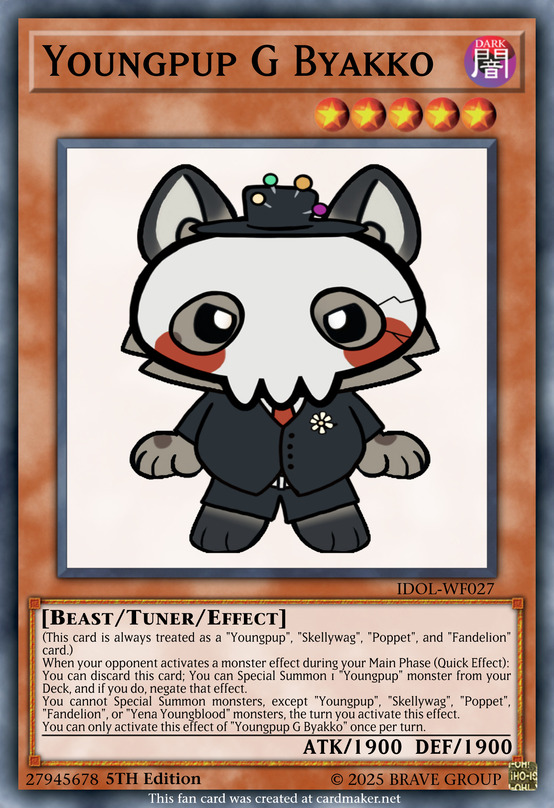 YOUNGPUP G BYAKKO
DARK
闇
IDOL-WF027
[BEAST/TUNER/EFFECT]
(This card is always treated as a "Youngpup", "Skellywag", "Poppet", and "Fandelion"
card.)
When your opponent activates a monster effect during your Main Phase (Quick Effect):
You can discard this card; You can Special Summon 1 "Youngpup" monster from your
Deck, and if you do, negate that effect.
You cannot Special Summon monsters, except "Youngpup", "Skellywag", "Poppet",
"Fandelion", or "Yena Youngblood" monsters, the turn you activate this effect.
You can only activate this effect of "Youngpup G Byakko" once per turn.
ATK/1900 DEF/1900
27945678 5TH Edition
© 2025 BRAVE GROUP
This fan card was created at cardmaker.net